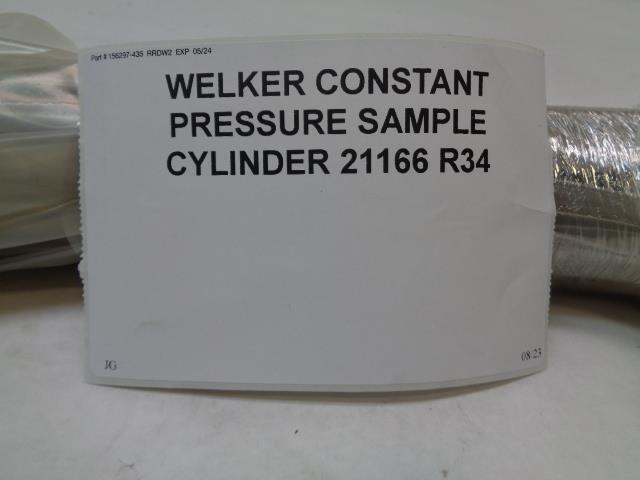 Part # 156297-435 RRDW2 EXP 05/24
WELKER CONSTANT
PRESSURE SAMPLE
CYLINDER 21166 R34
JG
08/23